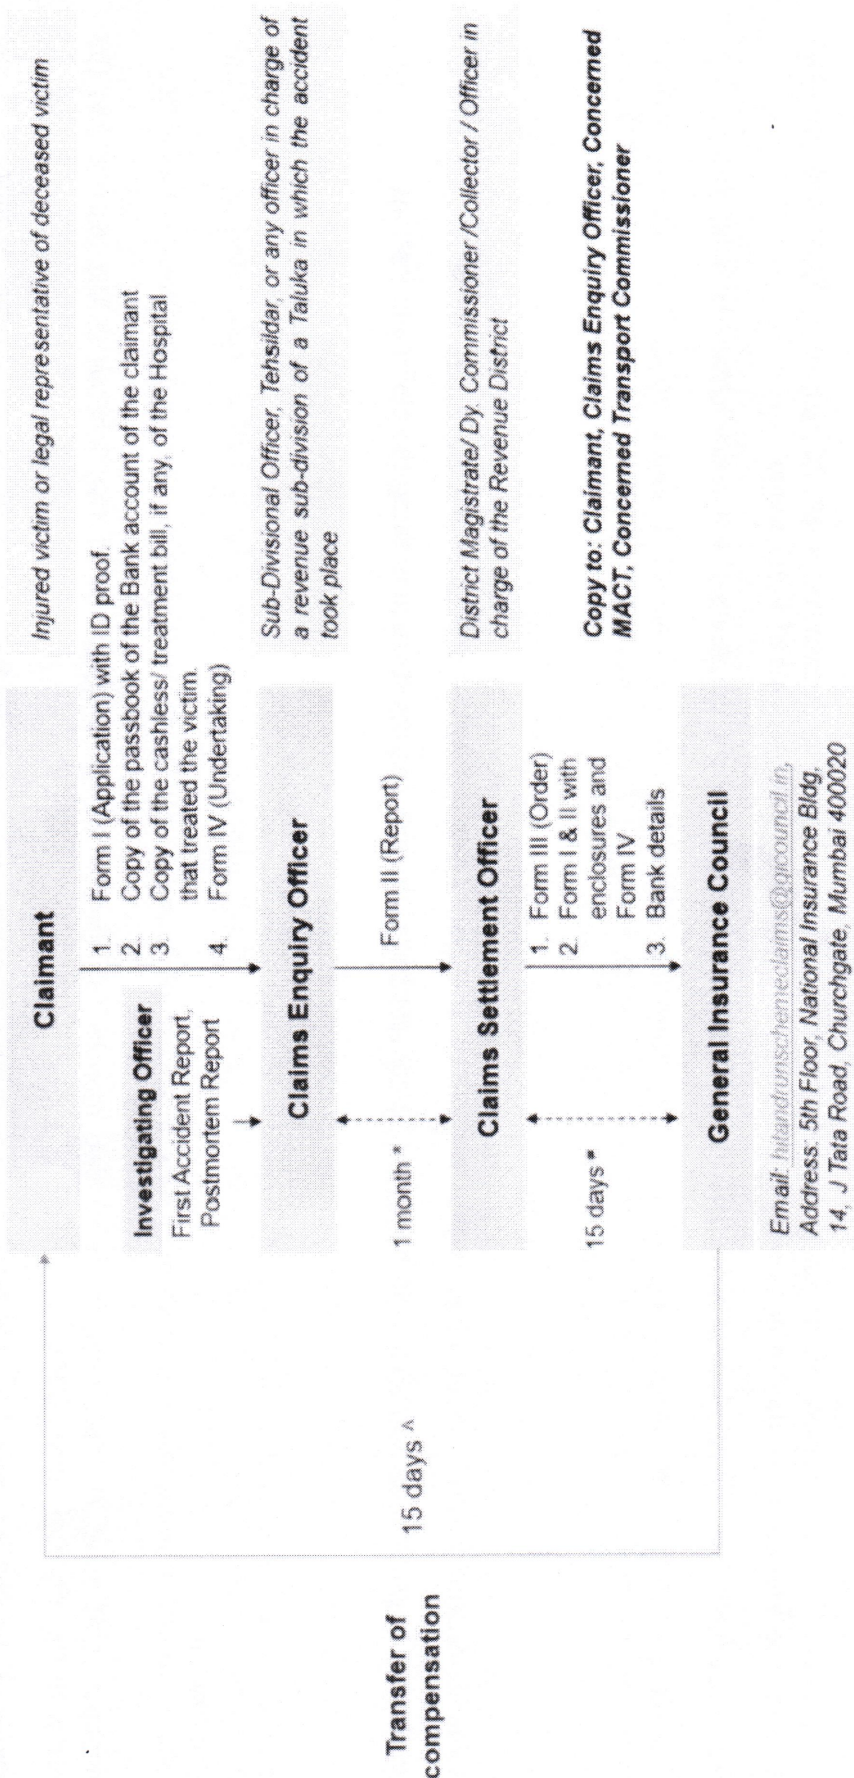 Claimant
Injured victim or legal representative of deceased victim
1. Form I (Application) with ID proof.
2. Copy of the passbook of the Bank account of the claimant
3. Copy of the cashless/ treatment bill, if any, of the Hospital
that treated the victim.
4. Form IV (Undertaking)
Investigating Officer
First Accident Report,
Postmortem Report
Claims Enquiry Officer
Sub-Divisional Officer, Tehsildar, or any officer in charge of
a revenue sub-division of a Taluka in which the accident
took place
1 month *
Form II (Report)
Claims Settlement Officer
District Magistrate/ Dy. Commissioner /Collector / Officer in
charge of the Revenue District
15 days #
1. Form III (Order)
2. Form I & II with
enclosures and
Form IV
3. Bank details
Copy to: Claimant, Claims Enquiry Officer, Concerned
MACT, Concerned Transport Commissioner
General Insurance Council
Email: hitandrunschemeclaims@gicouncil.in,
Address: 5th Floor, National Insurance Bldg,
14, J Tata Road, Churchgate, Mumbai 400020
15 days ^
Transfer of
compensation